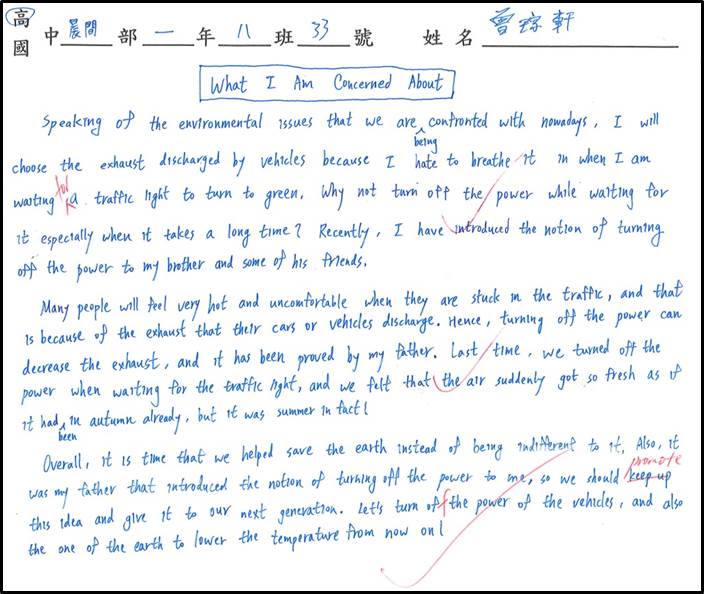 高國 中 晨間 部 一 年 八 班 33 號 姓名 曾琮軒
What I Am Concerned About
Speaking of the environmental issues that we are being confronted with nowadays, I will
choose the exhaust discharged by vehicles because I hate to breathe it in when I am
waiting for a traffic light to turn to green. Why not turn off the power while waiting for
it especially when it takes a long time? Recently, I have introduced the notion of turning
off the power to my brother and some of his friends.
Many people will feel very hot and uncomfortable when they are stuck in the traffic, and that
is because of the exhaust that their cars or vehicles discharge. Hence, turning off the power can
decrease the exhaust, and it has been proved by my father. Last time, we turned off the
power when waiting for the traffic light, and we felt that the air suddenly got so fresh as if
it had been in autumn already, but it was summer in fact!
Overall, it is time that we helped save the earth instead of being indifferent to it. Also, it
was my father that introduced the notion of turning off the power to me, so we should keep up promote
this idea and give it to our next generation. Let's turn off the power of the vehicles, and also
the one of the earth to lower the temperature from now on!